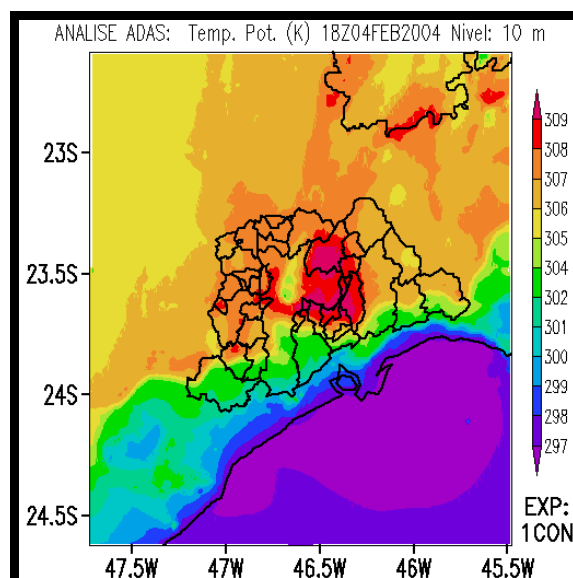 ANALISE ADAS: Temp. Pot. (K) 18Z04FEB2004 Nivel: 10 m
23S
23.5S
24S
24.5S
47.5W 47W 46.5W 46W 45.5W
309
308
307
306
305
304
303
302
301
300
299
298
297
EXP:
1CON